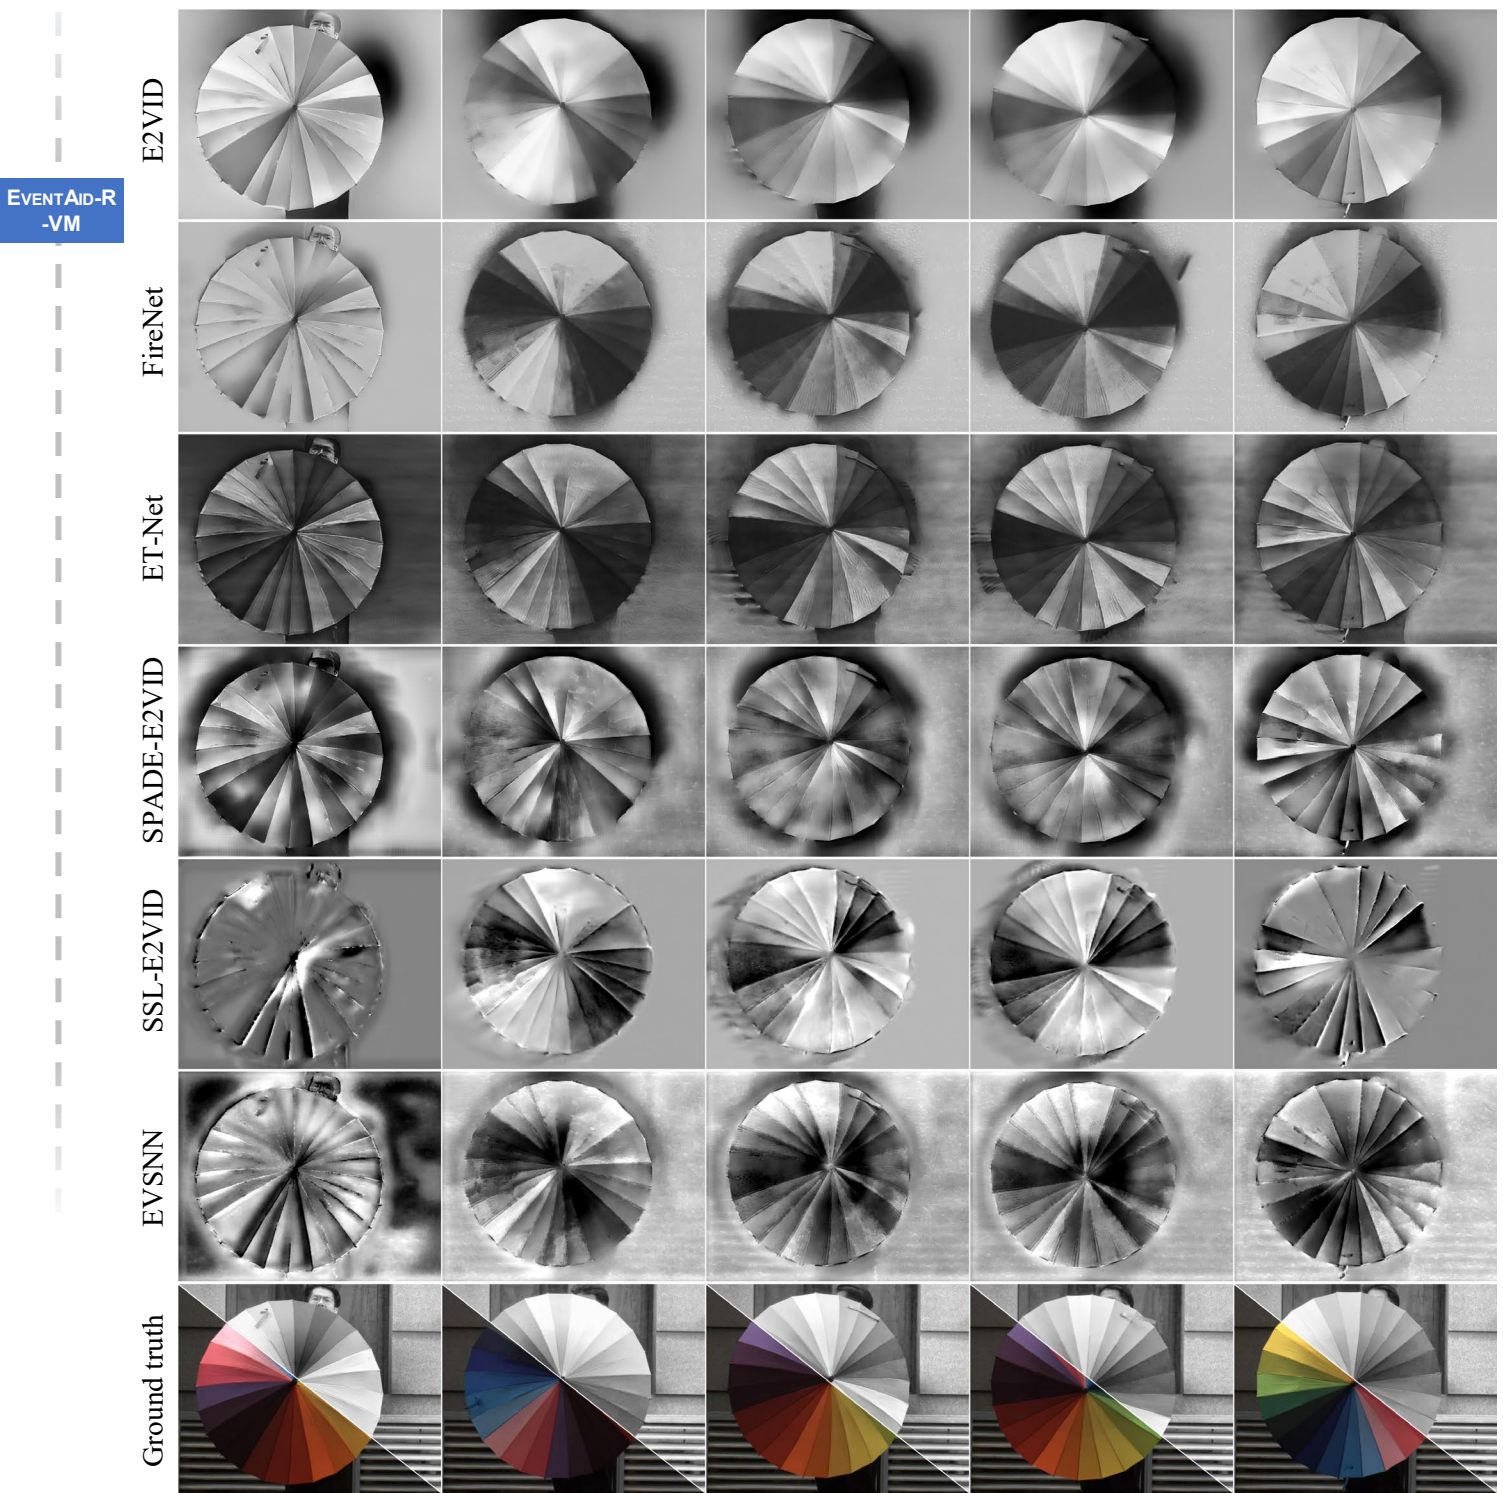 E2VID
EVENTAID-R
-VM
FireNet
ET-Net
SPADE-E2VID
SSL-E2VID
EVSNN
Ground truth